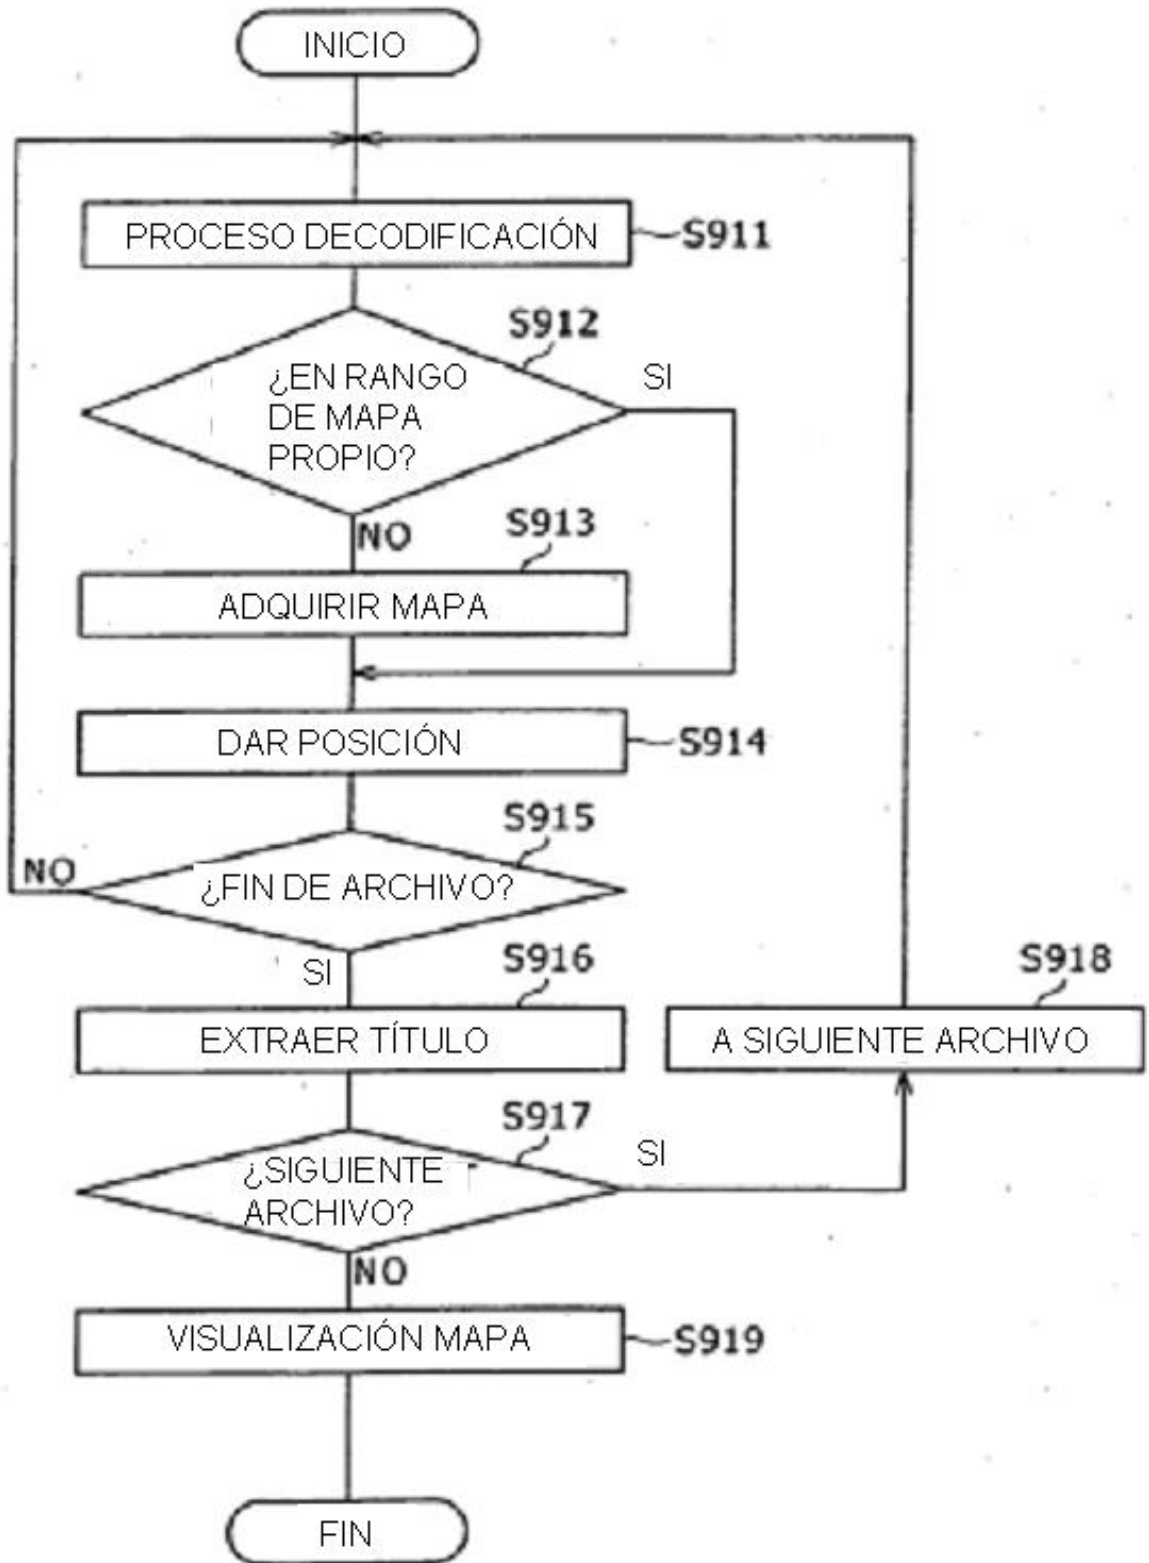 INICIO
PROCESO DECODIFICACIÓN
S911
S912
¿EN RANGO
DE MAPA
PROPIO?
SI
NO
S913
ADQUIRIR MAPA
DAR POSICIÓN
S914
S915
NO
¿FIN DE ARCHIVO?
SI
S916
EXTRAER TÍTULO
S918
A SIGUIENTE ARCHIVO
S917
¿SIGUIENTE
ARCHIVO?
SI
NO
VISUALIZACIÓN MAPA
S919
FIN